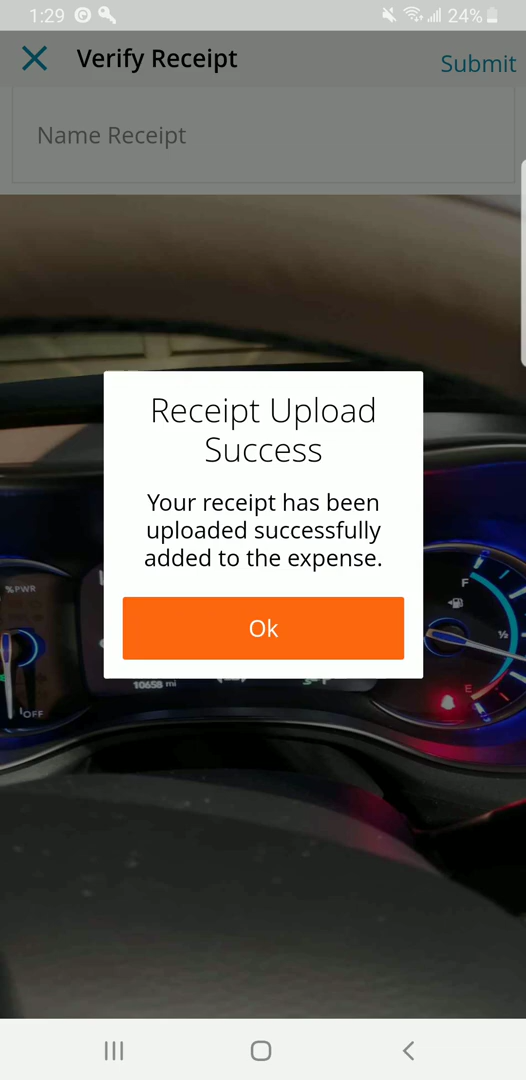 1:29 24%
Verify Receipt Submit
Name Receipt
Receipt Upload
Success
Your receipt has been
uploaded successfully
added to the expense.
Ok
%PWR
OFF
10658 mi
F
½
E